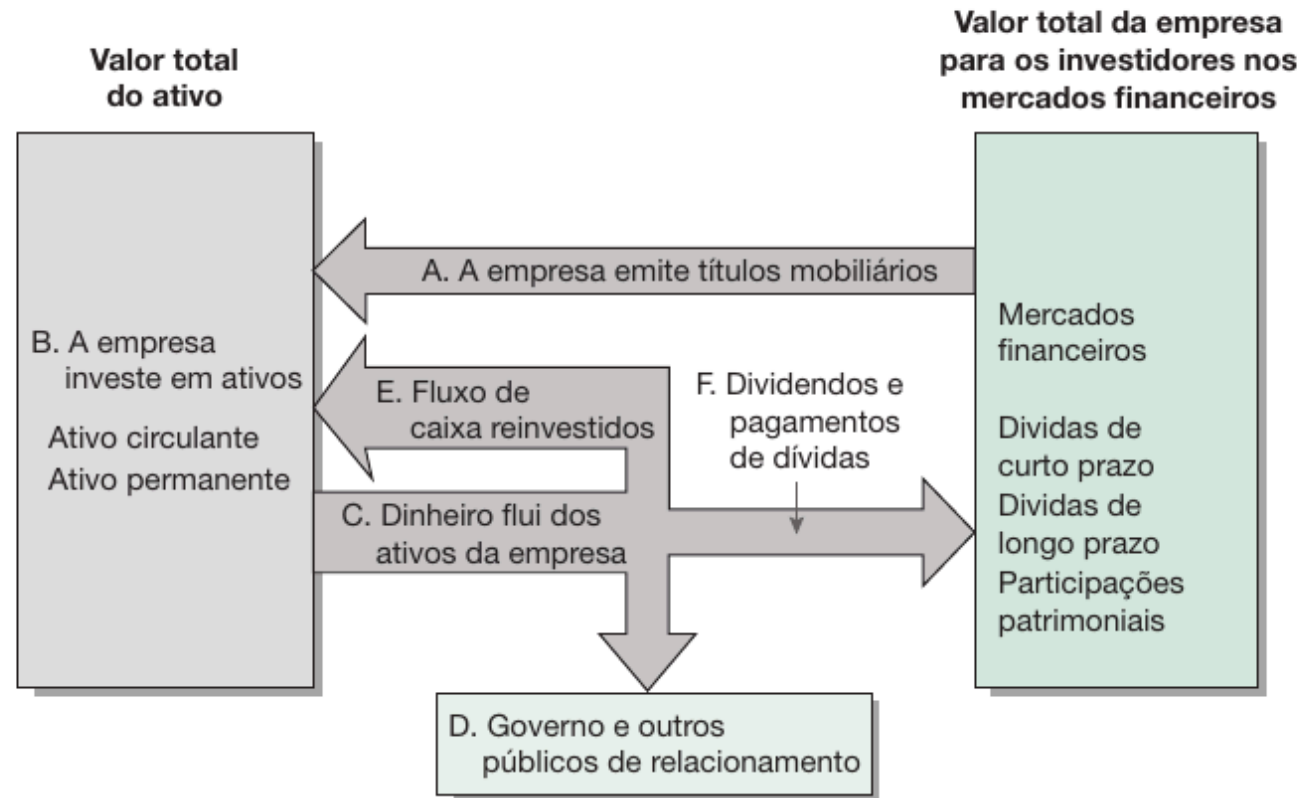 Valor total
do ativo
Valor total da empresa
para os investidores nos
mercados financeiros
A. A empresa emite títulos mobiliários
B. A empresa
investe em ativos
Ativo circulante
Ativo permanente
E. Fluxo de
caixa reinvestidos
F. Dividendos e
pagamentos
de dívidas
C. Dinheiro flui dos
ativos da empresa
Mercados
financeiros
Dividas de
curto prazo
Dividas de
longo prazo
Participações
patrimoniais
D. Governo e outros
públicos de relacionamento